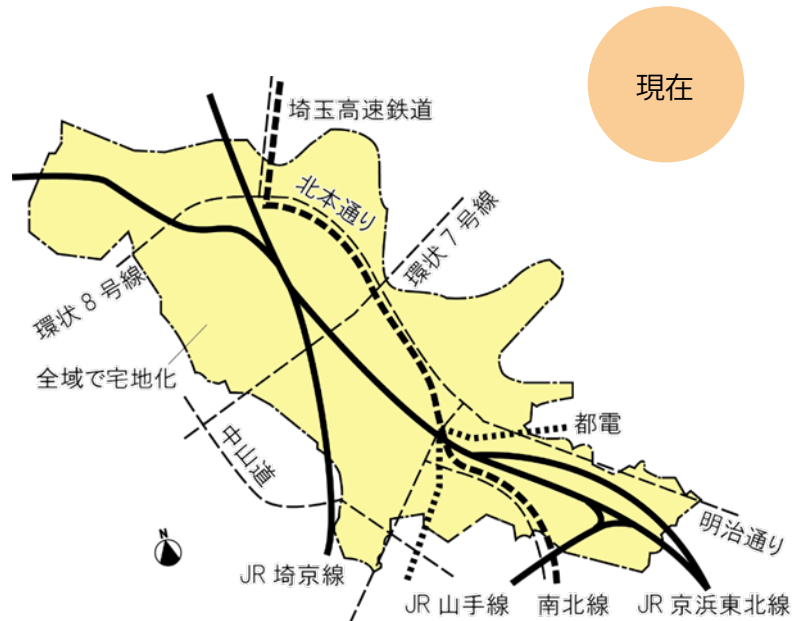 現在
埼玉高速鉄道
北本通り
環状7号線
環状8号線
全域で宅地化
都電
中山道
明治通り
N
JR 埼京線
JR 山手線
南北線
JR 京浜東北線